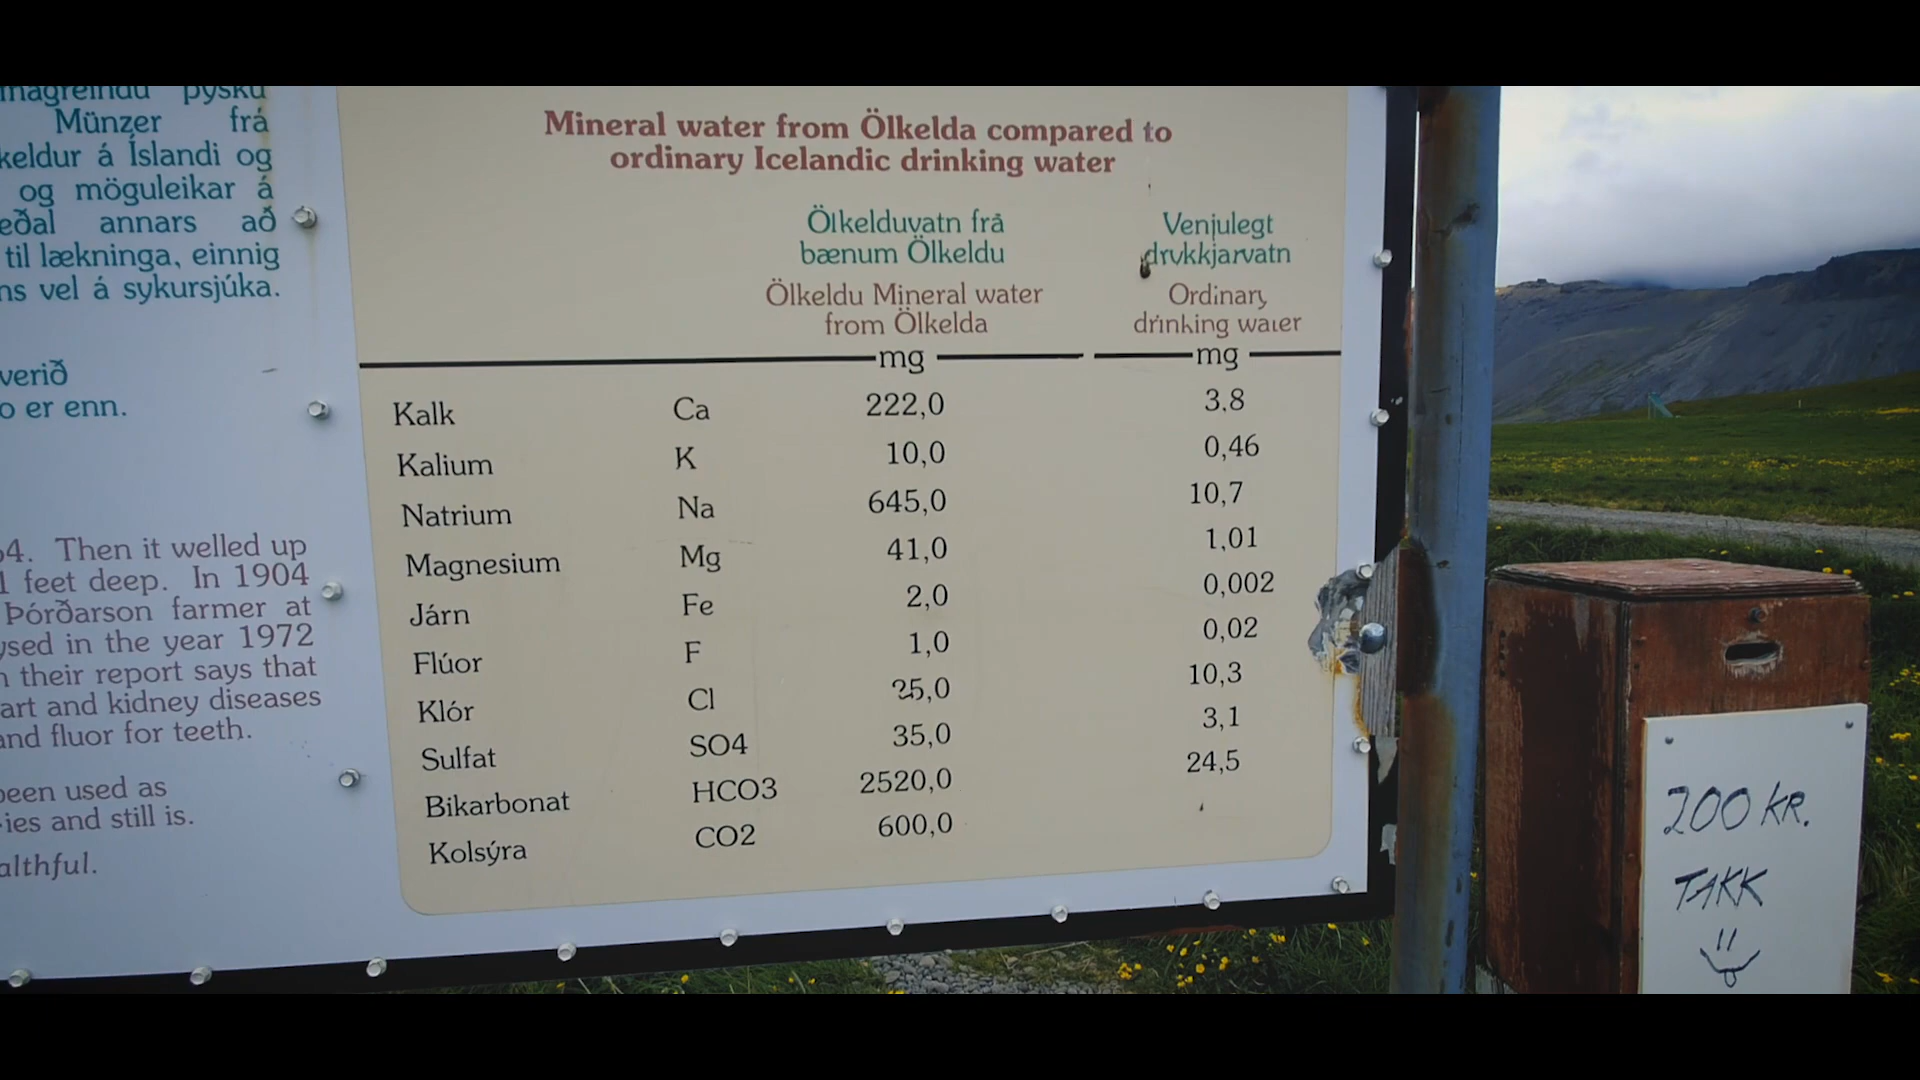 Münzer frá
keldur á Íslandi og
og möguleikar á
eðal annars að
til lækninga, einnig
ns vel á sykursjúka.
verið
o er enn.
64. Then it welled up
1 feet deep. In 1904
Þórðarson farmer at
ysed in the year 1972
n their report says that
art and kidney diseases
and fluor for teeth.
been used as
ies and still is.
althful.
Mineral water from Ölkelda compared to
ordinary Icelandic drinking water
Ölkelduvatn frá
bænum Ölkeldu
Venjulegt
drykkjarvatn
Ölkeldu Mineral water
from Ölkelda
Ordinary
drinking water
mg mg
Kalk Ca 222,0 3,8
Kalium K 10,0 0,46
Natrium Na 645,0 10,7
Magnesium Mg 41,0 1,01
Járn Fe 2,0 0,002
Flúor F 1,0 0,02
Klór Cl 25,0 10,3
Sulfat SO4 35,0 3,1
Bikarbonat HCO3 2520,0 24,5
Kolsýra CO2 600,0
200 KR.
TAKK